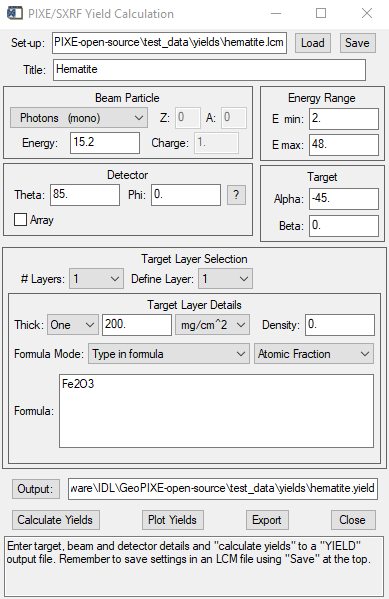 PIXE/SXRF Yield Calculation
Set-up: PIXE-open-source\test_data\yields\hematite.lcm Load Save
Title: Hematite
Beam Particle
Photons (mono) Z: 0 A: 0
Energy: 15.2 Charge: 1.
Energy Range
E min: 2.
E max: 48.
Detector
Theta: 85. Phi: 0. ?
Array
Target
Alpha: -45.
Beta: 0.
Target Layer Selection
# Layers: 1 Define Layer: 1
Target Layer Details
Thick: One 200. mg/cm^2 Density: 0.
Formula Mode: Type in formula Atomic Fraction
Formula: Fe2O3
Output: ware\IDL\GeoPIXE-open-source\test_data\yields\hematite.yield
Calculate Yields Plot Yields Export Close
Enter target, beam and detector details and "calculate yields" to a "YIELD"
output file. Remember to save settings in an LCM file using "Save" at the top.